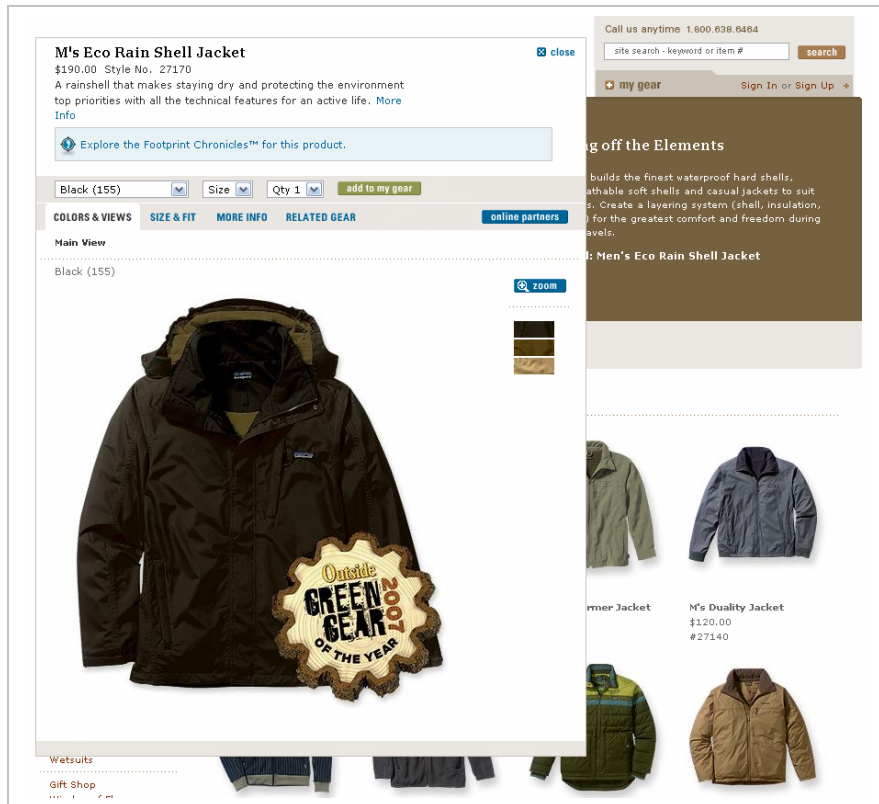 M's Eco Rain Shell Jacket
close
$190.00 Style No. 27170
A rainshell that makes staying dry and protecting the environment
top priorities with all the technical features for an active life. More
Info
Explore the Footprint Chronicles™ for this product.
Black (155)
Size
Qty 1
add to my gear
COLORS & VIEWS
SIZE & FIT
MORE INFO
RELATED GEAR
online partners
Main View
Black (155)
zoom
Outside
GREEN
GEAR
2007
OF THE YEAR
Call us anytime 1.800.638.6464
site search - keyword or item #
search
my gear
Sign In or Sign Up +
off the Elements
builds the finest waterproof hard shells,
soft shells and casual jackets to suit
Create a layering system (shell, insulation,
for the greatest comfort and freedom during
Men's Eco Rain Shell Jacket
Jacket
M's Duality Jacket
$120.00
#27140
Wetsuits
Gift Shop